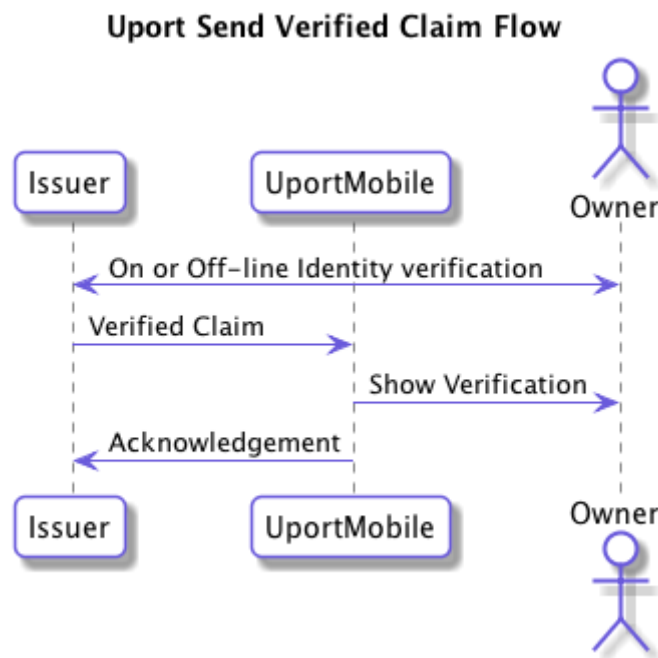 Uport Send Verified Claim Flow
Issuer
UportMobile
Owner
On or Off-line Identity verification
Verified Claim
Show Verification
Acknowledgement
Issuer
UportMobile
Owner